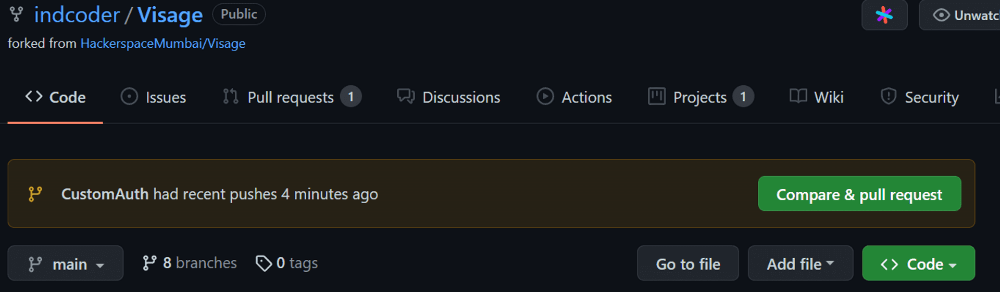 indcoder / Visage Public
Unwatc
forked from HackerspaceMumbai/Visage
Code Issues Pull requests 1 Discussions Actions Projects 1 Wiki Security
CustomAuth had recent pushes 4 minutes ago Compare & pull request
main 8 branches 0 tags Go to file Add file Code